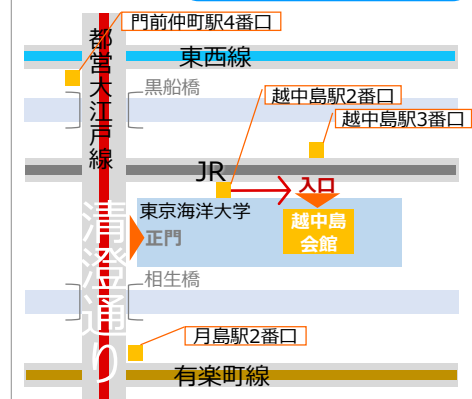 門前仲町駅4番口
都営大江戸線
東西線
黒船橋
越中島駅2番口
越中島駅3番口
JR
入口
東京海洋大学
正門
越中島
会館
清澄通り
相生橋
月島駅2番口
有楽町線